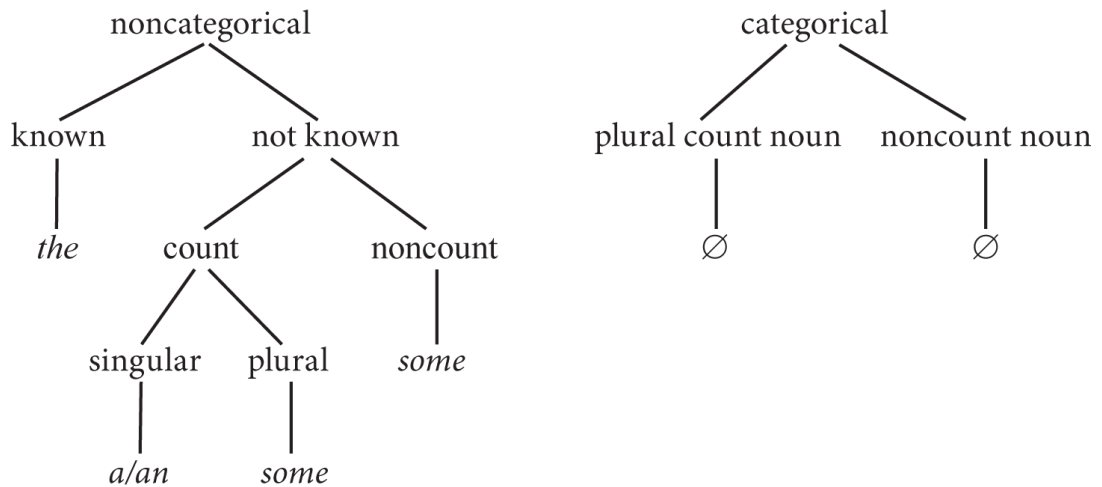 noncategorical categorical
known not known plural count noun noncount noun
the count noncount ∅ ∅
singular plural some
a/an some